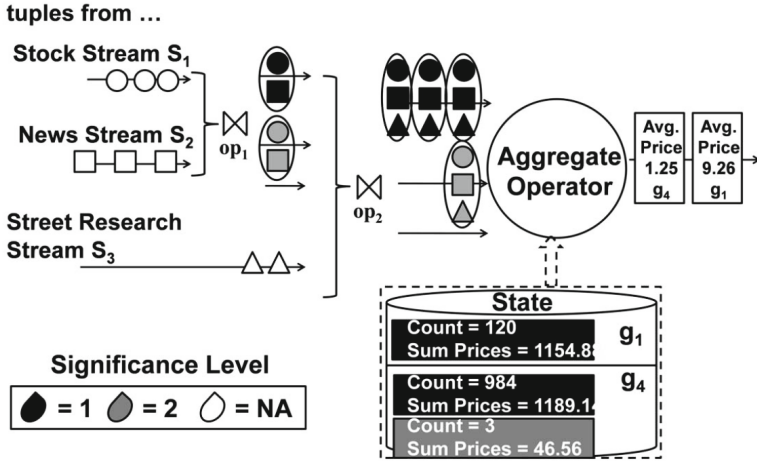 tuples from ...
Stock Stream S1
News Stream S2
op1
Street Research
Stream S3
op2
Aggregate
Operator
Avg.
Price
1.25
g4
Avg.
Price
9.26
g1
State
Count = 120
Sum Prices = 1154.88
g1
Count = 984
Sum Prices = 1189.14
g4
Count = 3
Sum Prices = 46.56
Significance Level
= 1
= 2
= NA